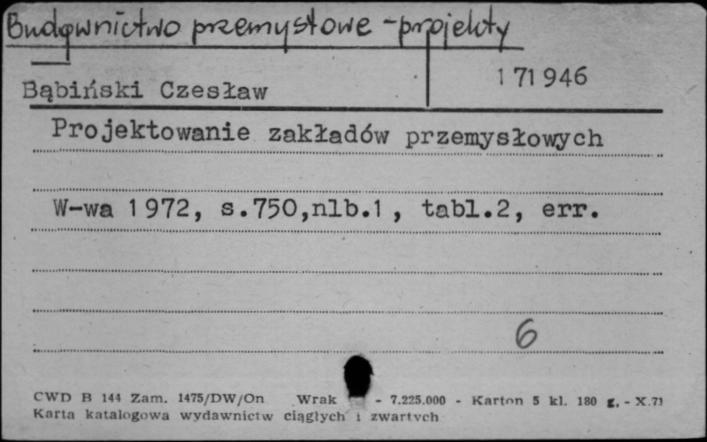 Budownictwo przemysłowe - projekty
171946
Bąbiński Czesław
Projektowanie zakładów przemysłowych
W-wa 1972, s.750,nlb.1, tabl.2, err.
6
CWD B 144 Zam. 1475/DW/On Wrak - 7.225.000 - Karton 5 kl. 180 g. - X.71
Karta katalogowa wydawnictw ciągłych i zwartych